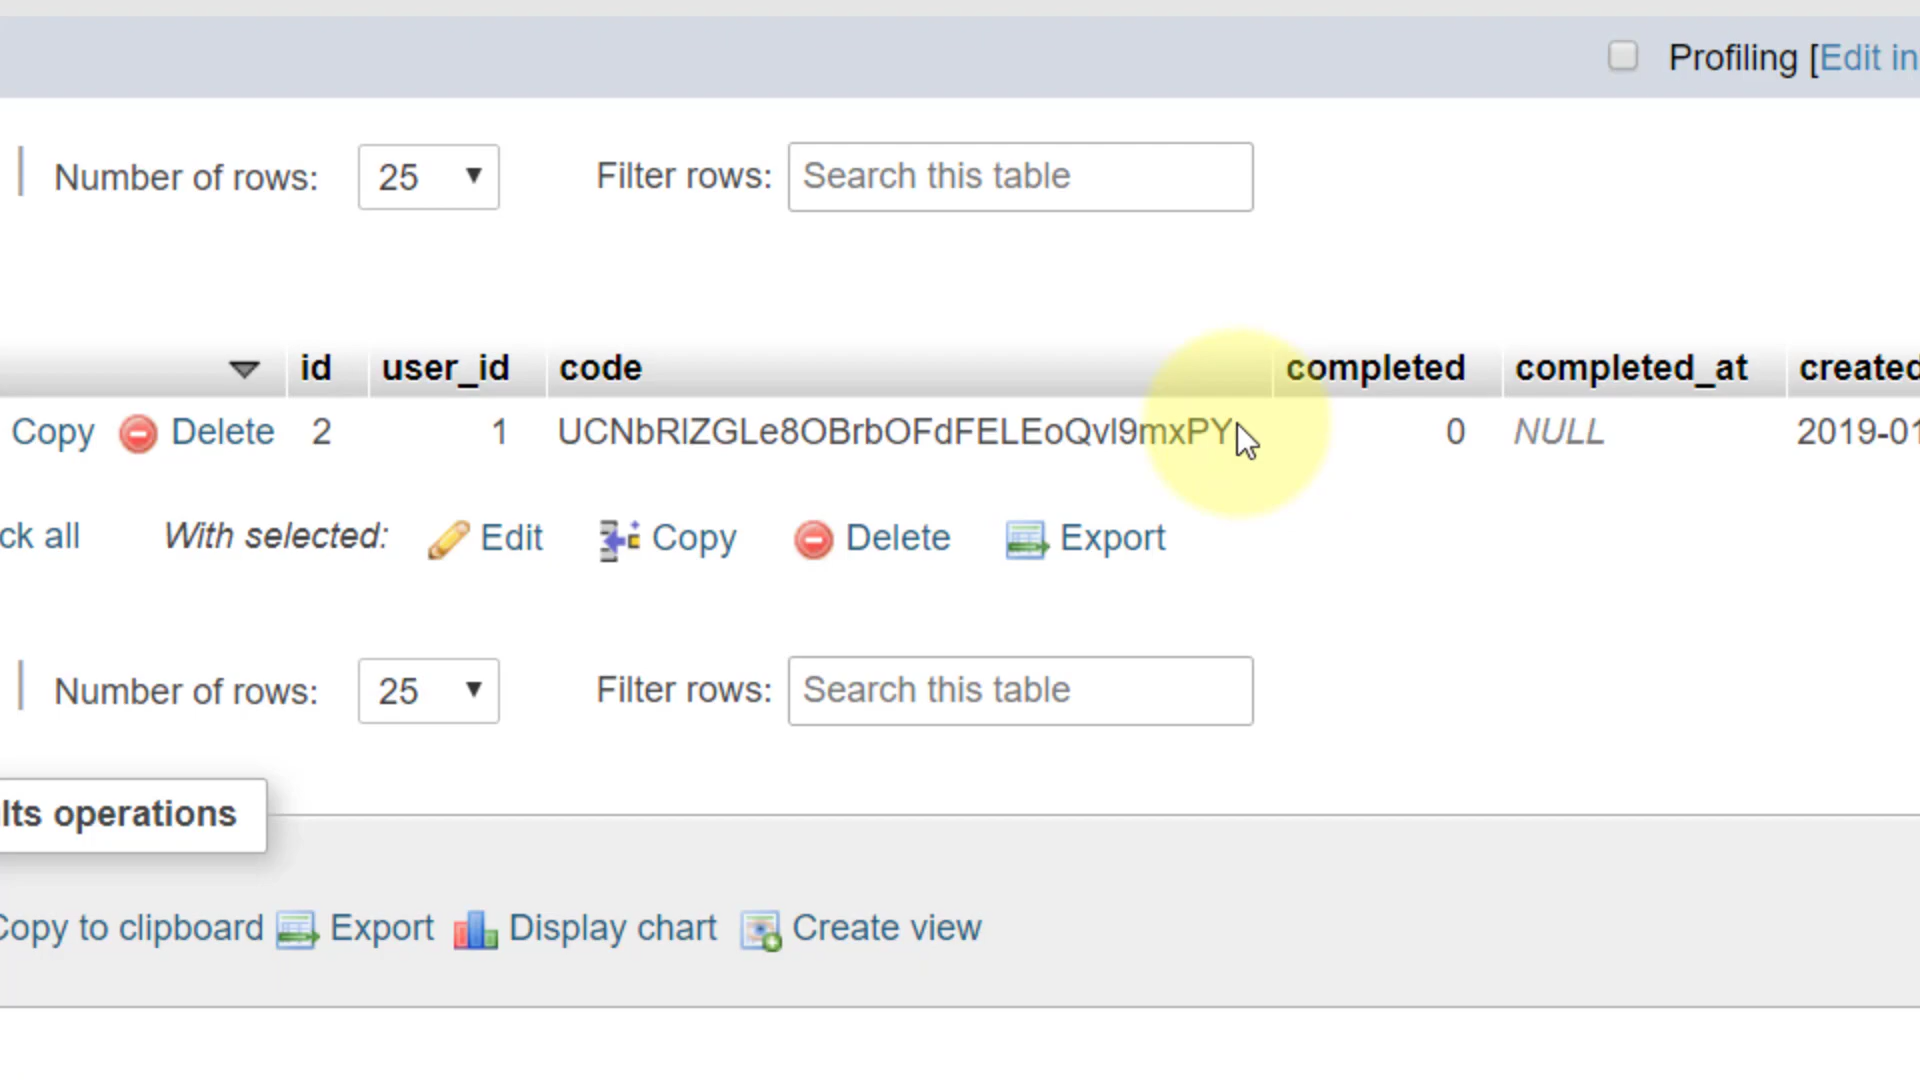 Profiling [Edit in
Number of rows: 25 Filter rows: Search this table
id user_id code completed completed_at created
Copy Delete 2 1 UCNbRlZGLe8OBrbOFdFELEoQvl9mxPY 0 NULL 2019-01
ck all With selected: Edit Copy Delete Export
Number of rows: 25 Filter rows: Search this table
lts operations
Copy to clipboard Export Display chart Create view